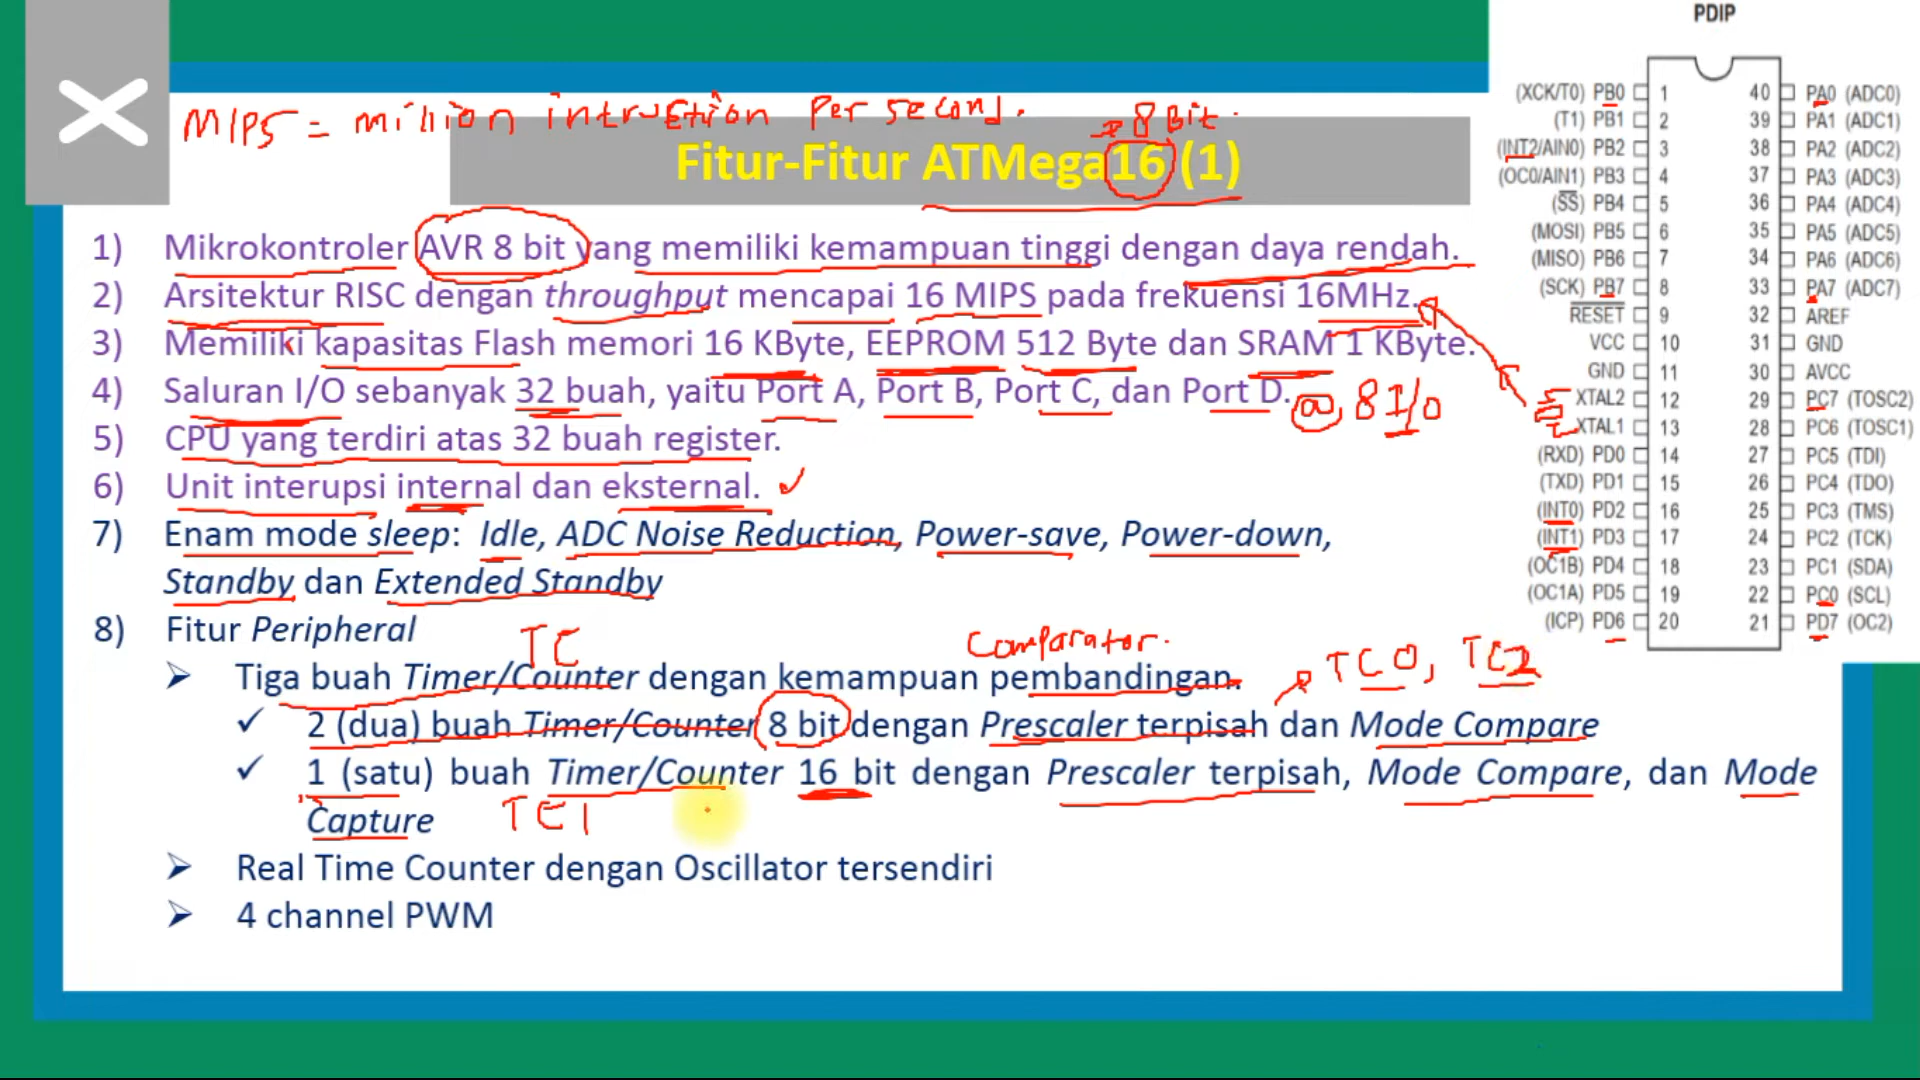 MIPS = million intruction Per second.
→ 8 Bit.
Fitur-Fitur ATMega16 (1)
1) Mikrokontroler AVR 8 bit yang memiliki kemampuan tinggi dengan daya rendah.
2) Arsitektur RISC dengan throughput mencapai 16 MIPS pada frekuensi 16MHz.
3) Memiliki kapasitas Flash memori 16 KByte, EEPROM 512 Byte dan SRAM 1 KByte.
4) Saluran I/O sebanyak 32 buah, yaitu Port A, Port B, Port C, dan Port D. @ 8 I/O
5) CPU yang terdiri atas 32 buah register.
6) Unit interupsi internal dan eksternal. ✓
7) Enam mode sleep: Idle, ADC Noise Reduction, Power-save, Power-down,
Standby dan Extended Standby
8) Fitur Peripheral
TC
Comparator.
➢ Tiga buah Timer/Counter dengan kemampuan pembandingan.
TC0, TC2
✓ 2 (dua) buah Timer/Counter 8 bit dengan Prescaler terpisah dan Mode Compare
✓ 1 (satu) buah Timer/Counter 16 bit dengan Prescaler terpisah, Mode Compare, dan Mode
Capture
TC1
➢ Real Time Counter dengan Oscillator tersendiri
➢ 4 channel PWM
PDIP
(XCK/T0) PB0 1 40 PA0 (ADC0)
(T1) PB1 2 39 PA1 (ADC1)
(INT2/AIN0) PB2 3 38 PA2 (ADC2)
(OC0/AIN1) PB3 4 37 PA3 (ADC3)
(SS) PB4 5 36 PA4 (ADC4)
(MOSI) PB5 6 35 PA5 (ADC5)
(MISO) PB6 7 34 PA6 (ADC6)
(SCK) PB7 8 33 PA7 (ADC7)
RESET 9 32 AREF
VCC 10 31 GND
GND 11 30 AVCC
XTAL2 12 29 PC7 (TOSC2)
XTAL1 13 28 PC6 (TOSC1)
(RXD) PD0 14 27 PC5 (TDI)
(TXD) PD1 15 26 PC4 (TDO)
(INT0) PD2 16 25 PC3 (TMS)
(INT1) PD3 17 24 PC2 (TCK)
(OC1B) PD4 18 23 PC1 (SDA)
(OC1A) PD5 19 22 PC0 (SCL)
(ICP) PD6 20 21 PD7 (OC2)